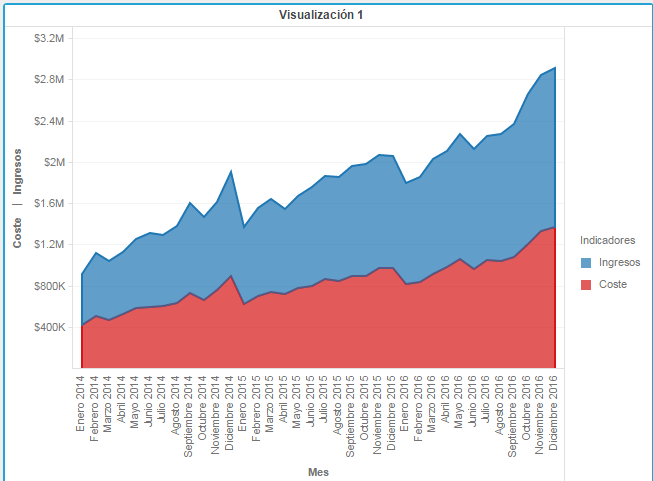 Visualización 1
$3.2M
$2.8M
$2.4M
$2M
$1.6M
$1.2M
$800K
$400K
Coste | Ingresos
Enero 2014
Febrero 2014
Marzo 2014
Abril 2014
Mayo 2014
Junio 2014
Julio 2014
Agosto 2014
Septiembre 2014
Octubre 2014
Noviembre 2014
Diciembre 2014
Enero 2015
Febrero 2015
Marzo 2015
Abril 2015
Mayo 2015
Junio 2015
Julio 2015
Agosto 2015
Septiembre 2015
Octubre 2015
Noviembre 2015
Diciembre 2015
Enero 2016
Febrero 2016
Marzo 2016
Abril 2016
Mayo 2016
Junio 2016
Julio 2016
Agosto 2016
Septiembre 2016
Octubre 2016
Noviembre 2016
Diciembre 2016
Mes
Indicadores
Ingresos
Coste